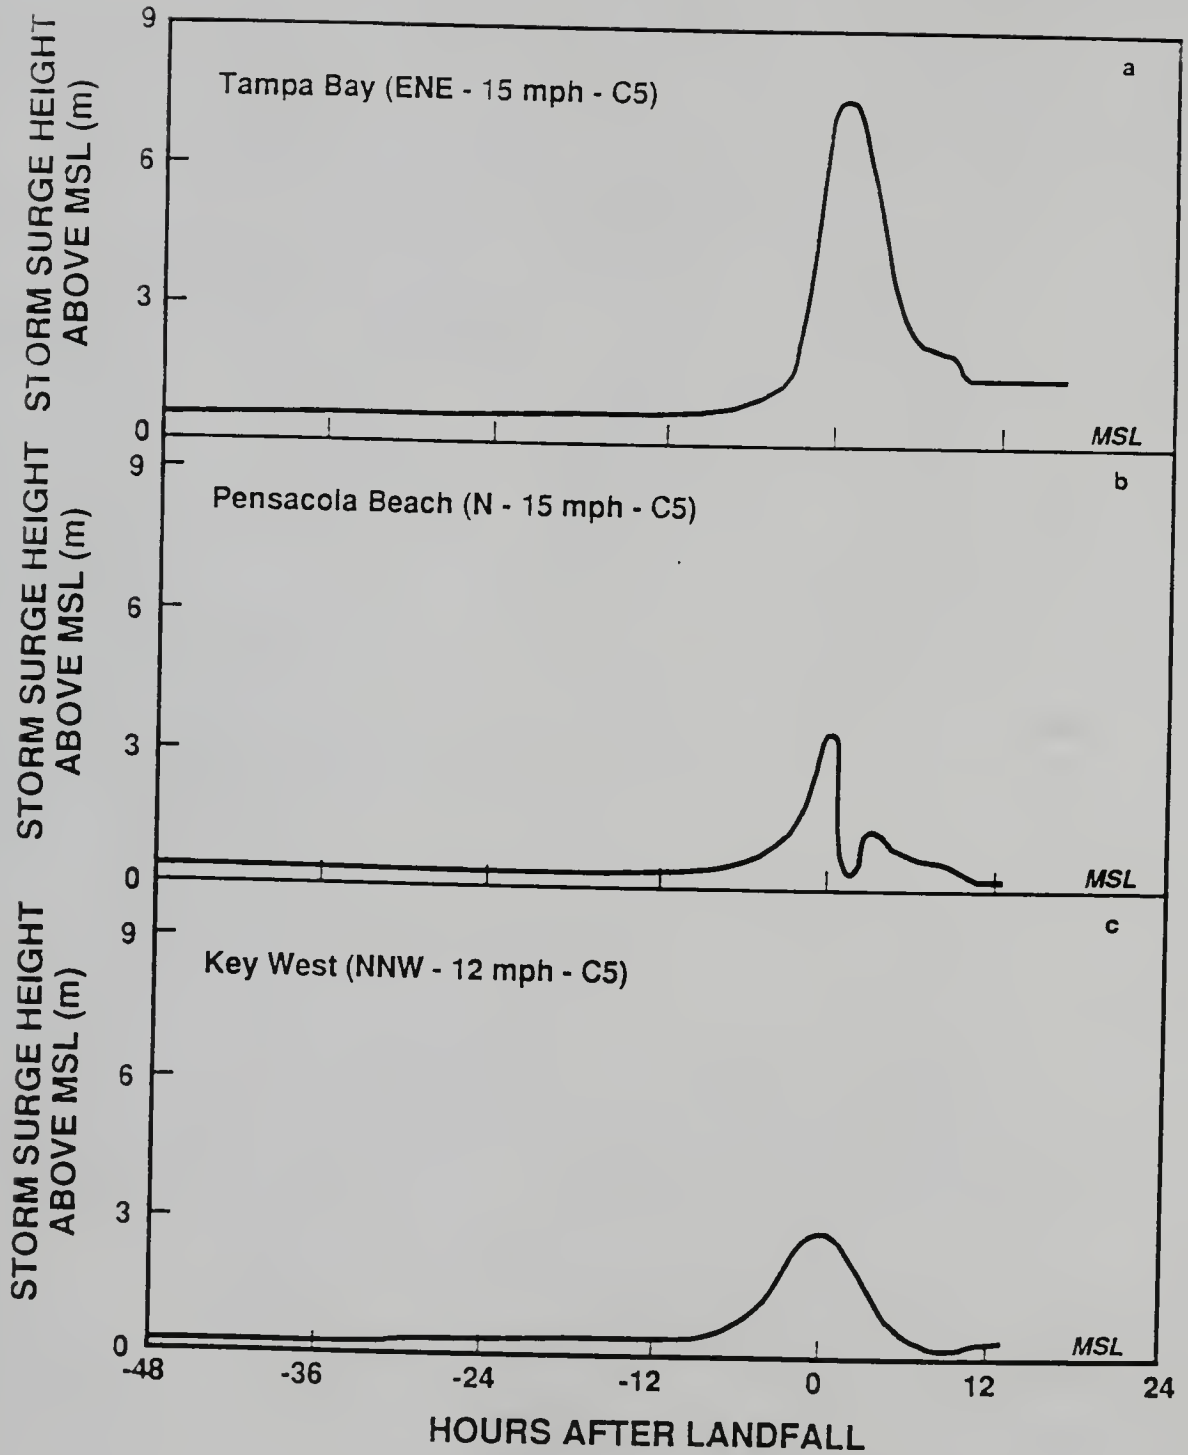 STORM SURGE HEIGHT
ABOVE MSL (m)
9
6
3
0
a
Tampa Bay (ENE - 15 mph - C5)
MSL
STORM SURGE HEIGHT
ABOVE MSL (m)
9
6
3
0
b
Pensacola Beach (N - 15 mph - C5)
MSL
STORM SURGE HEIGHT
ABOVE MSL (m)
9
6
3
0
c
Key West (NNW - 12 mph - C5)
MSL
-48 -36 -24 -12 0 12 24
HOURS AFTER LANDFALL